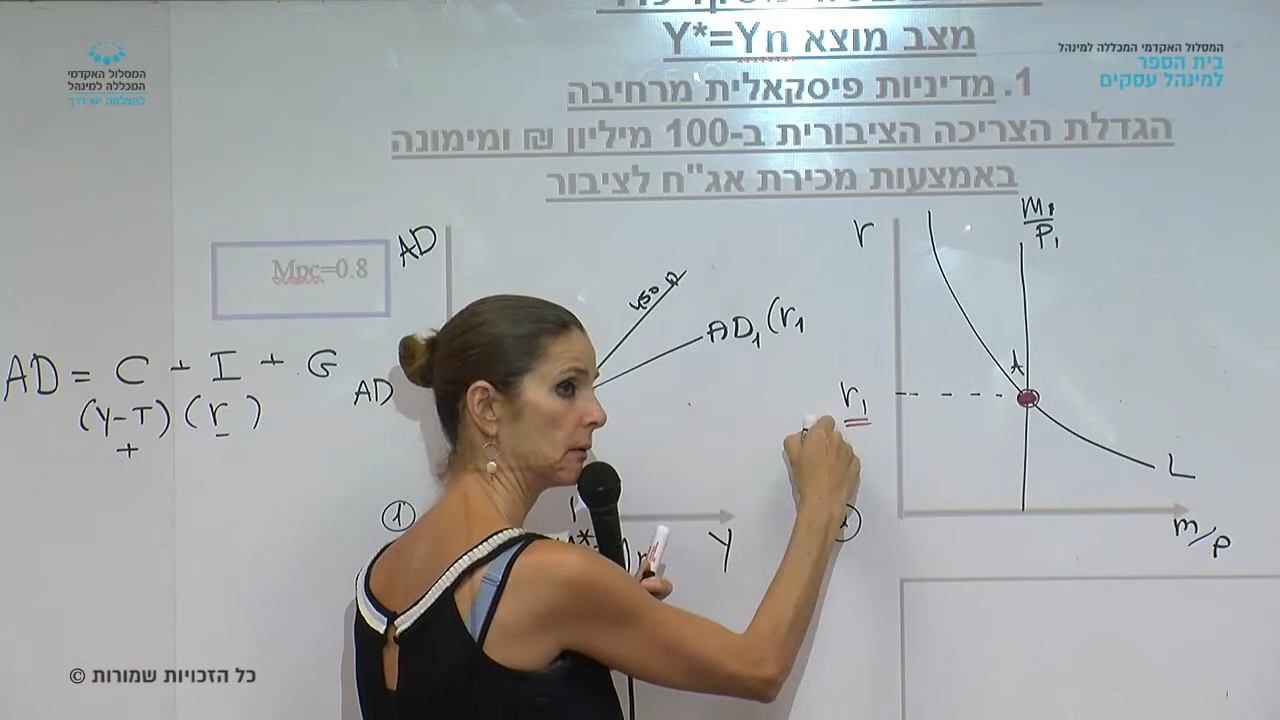 מצב מוצא Y*=Yn
1. מדיניות פיסקאלית מרחיבה
הגדלת הצריכה הציבורית ב-100 מיליון ₪ ומימונה
באמצעות מכירת אג"ח לציבור
המסלול האקדמי המכללה למינהל
בית הספר
למינהל עסקים
המסלול האקדמי
המכללה למינהל
להצלחה יש דרך
Mpc=0.8
AD = C + I + G
(Y-T) (r)
+ -
AD
AD
45°
AD₁(r₁
①
Y
r
M₁/P₁
A
r₁
L
M/P
כל הזכויות שמורות ©